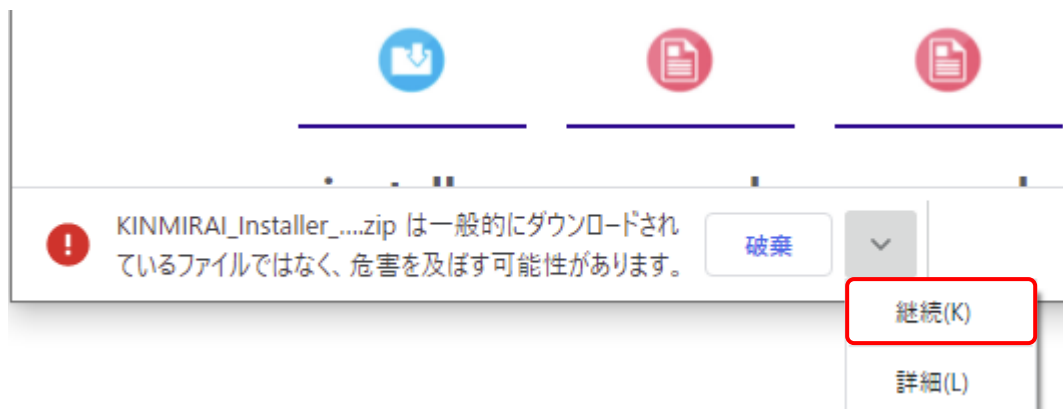 KINMIRAI_Installer_....zip は一般的にダウンロードされ
ているファイルではなく、危害を及ぼす可能性があります。
破棄
継続(K)
詳細(L)